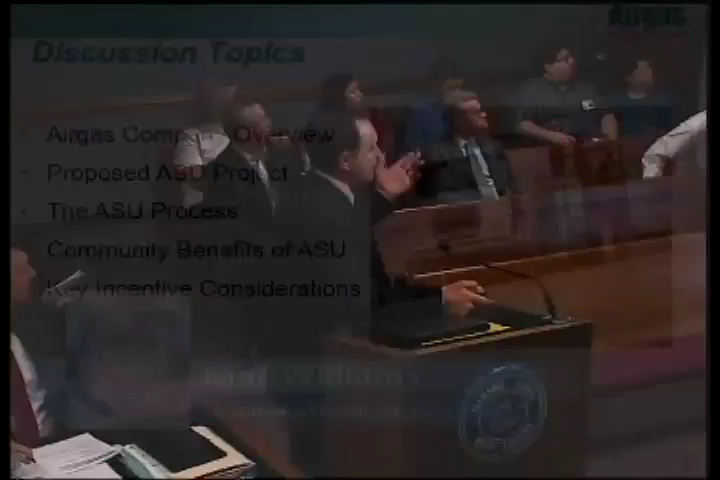 Airgas
Discussion Topics
Airgas Company Overview
Proposed ASU Project
The ASU Process
Community Benefits of ASU
Key Incentive Considerations
Williams